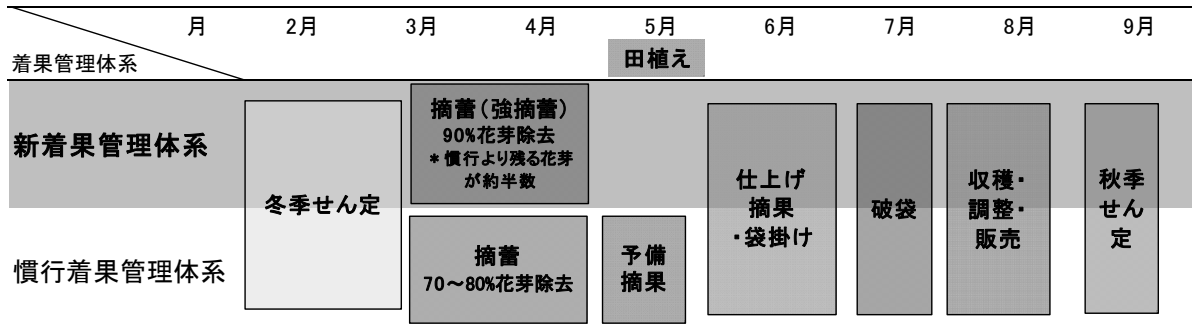 月 2月 3月 4月 5月 6月 7月 8月 9月
着果管理体系
田植え
新着果管理体系
摘蕾(強摘蕾)
90%花芽除去
*慣行より残る花芽
が約半数
冬季せん定
仕上げ
摘果
・袋掛け
破袋
収穫・
調整・
販売
秋季
せん
定
慣行着果管理体系
摘蕾
70~80%花芽除去
予備
摘果